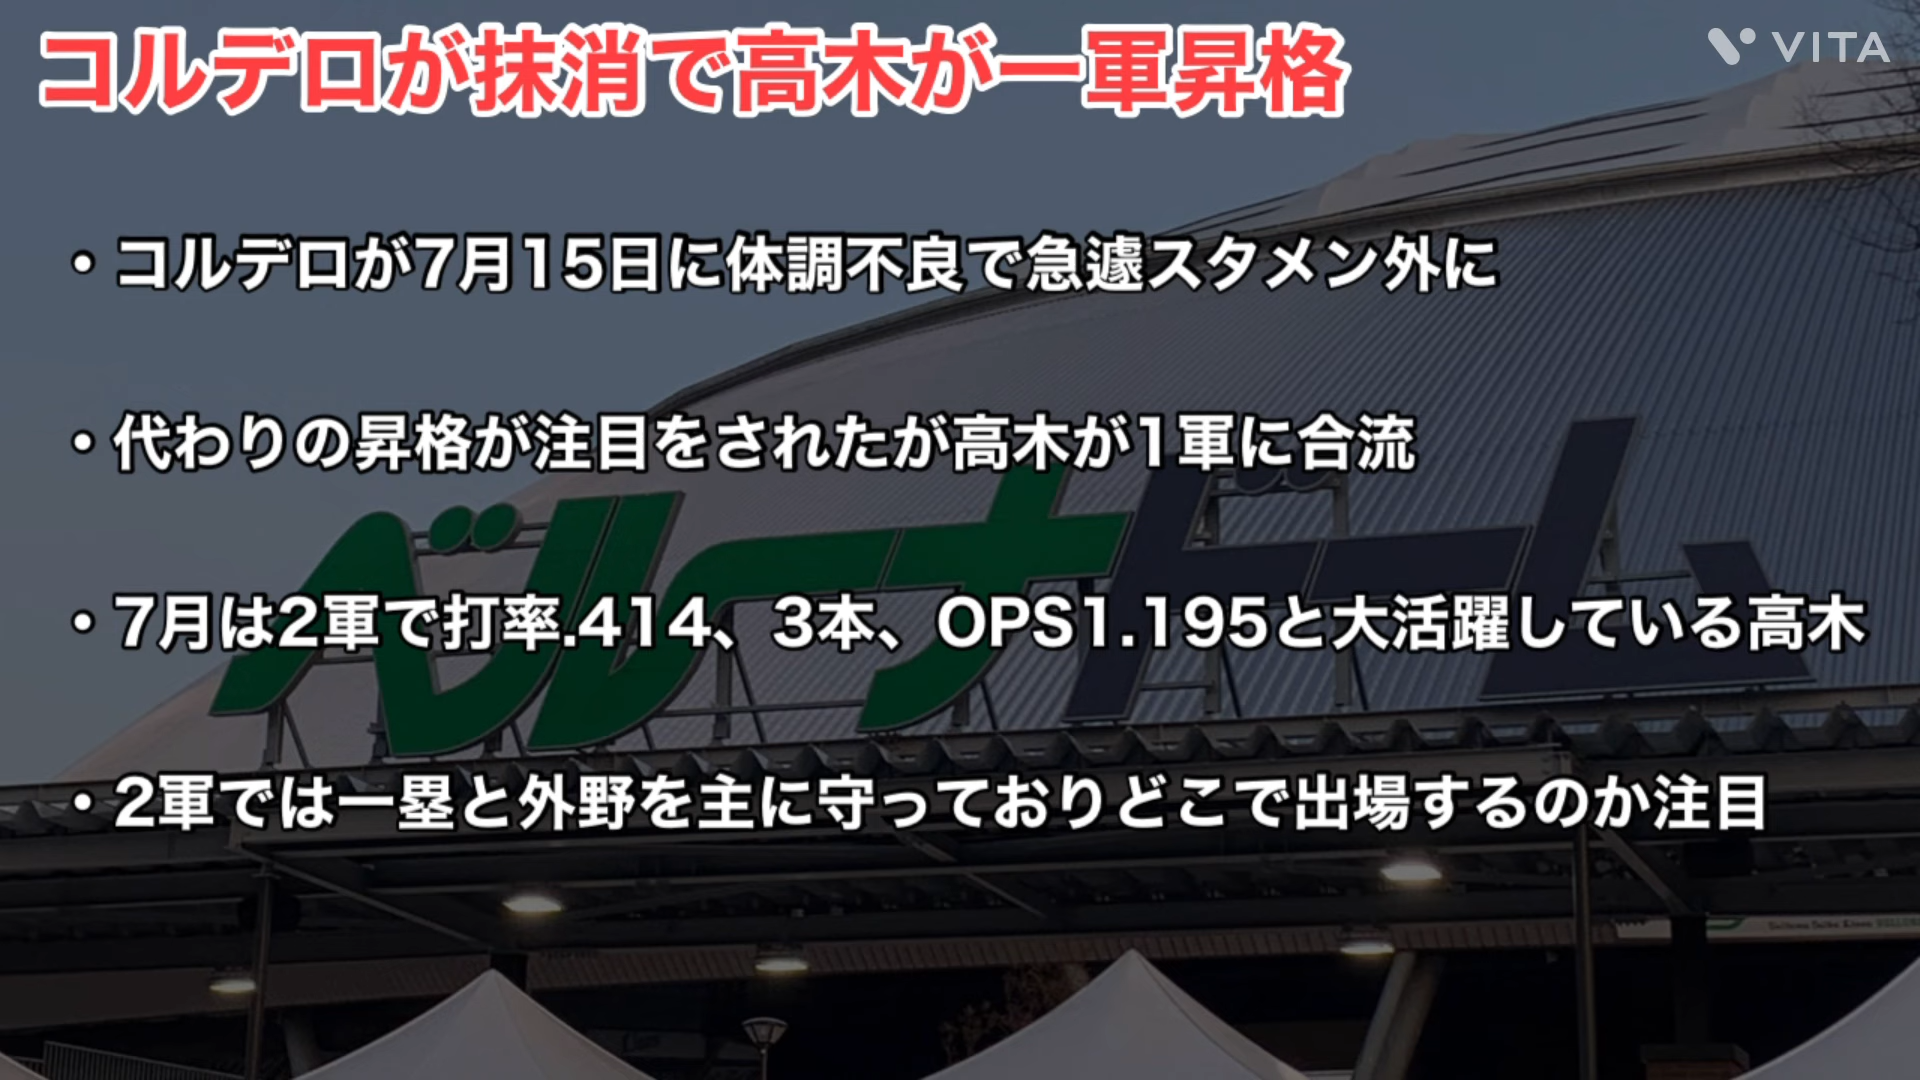 コルデロが抹消で高木が一軍昇格
VITA
・コルデロが7月15日に体調不良で急遽スタメン外に
・代わりの昇格が注目をされたが高木が1軍に合流
・7月は2軍で打率.414、3本、OPS1.195と大活躍している高木
・2軍では一塁と外野を主に守っておりどこで出場するのか注目
ベルーナドーム